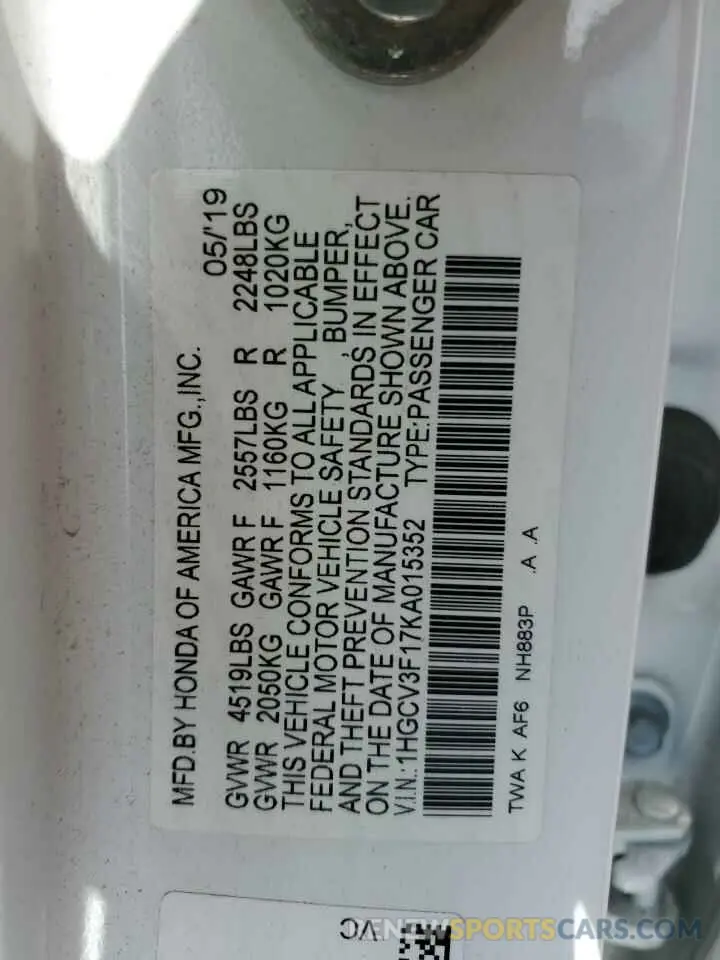 MFD.BY HONDA OF AMERICA MFG.,INC. 05/'19
GVWR 4519LBS GAWR F 2557LBS R 2248LBS
GVWR 2050KG GAWR F 1160KG R 1020KG
THIS VEHICLE CONFORMS TO ALL APPLICABLE
FEDERAL MOTOR VEHICLE SAFETY , BUMPER,
AND THEFT PREVENTION STANDARDS IN EFFECT
ON THE DATE OF MANUFACTURE SHOWN ABOVE.
V.I.N.:1HGCV3F17KA015352 TYPE:PASSENGER CAR
TWA K AF6 NH883P .A .A
VC
BENZWSPORTSCARS.COM